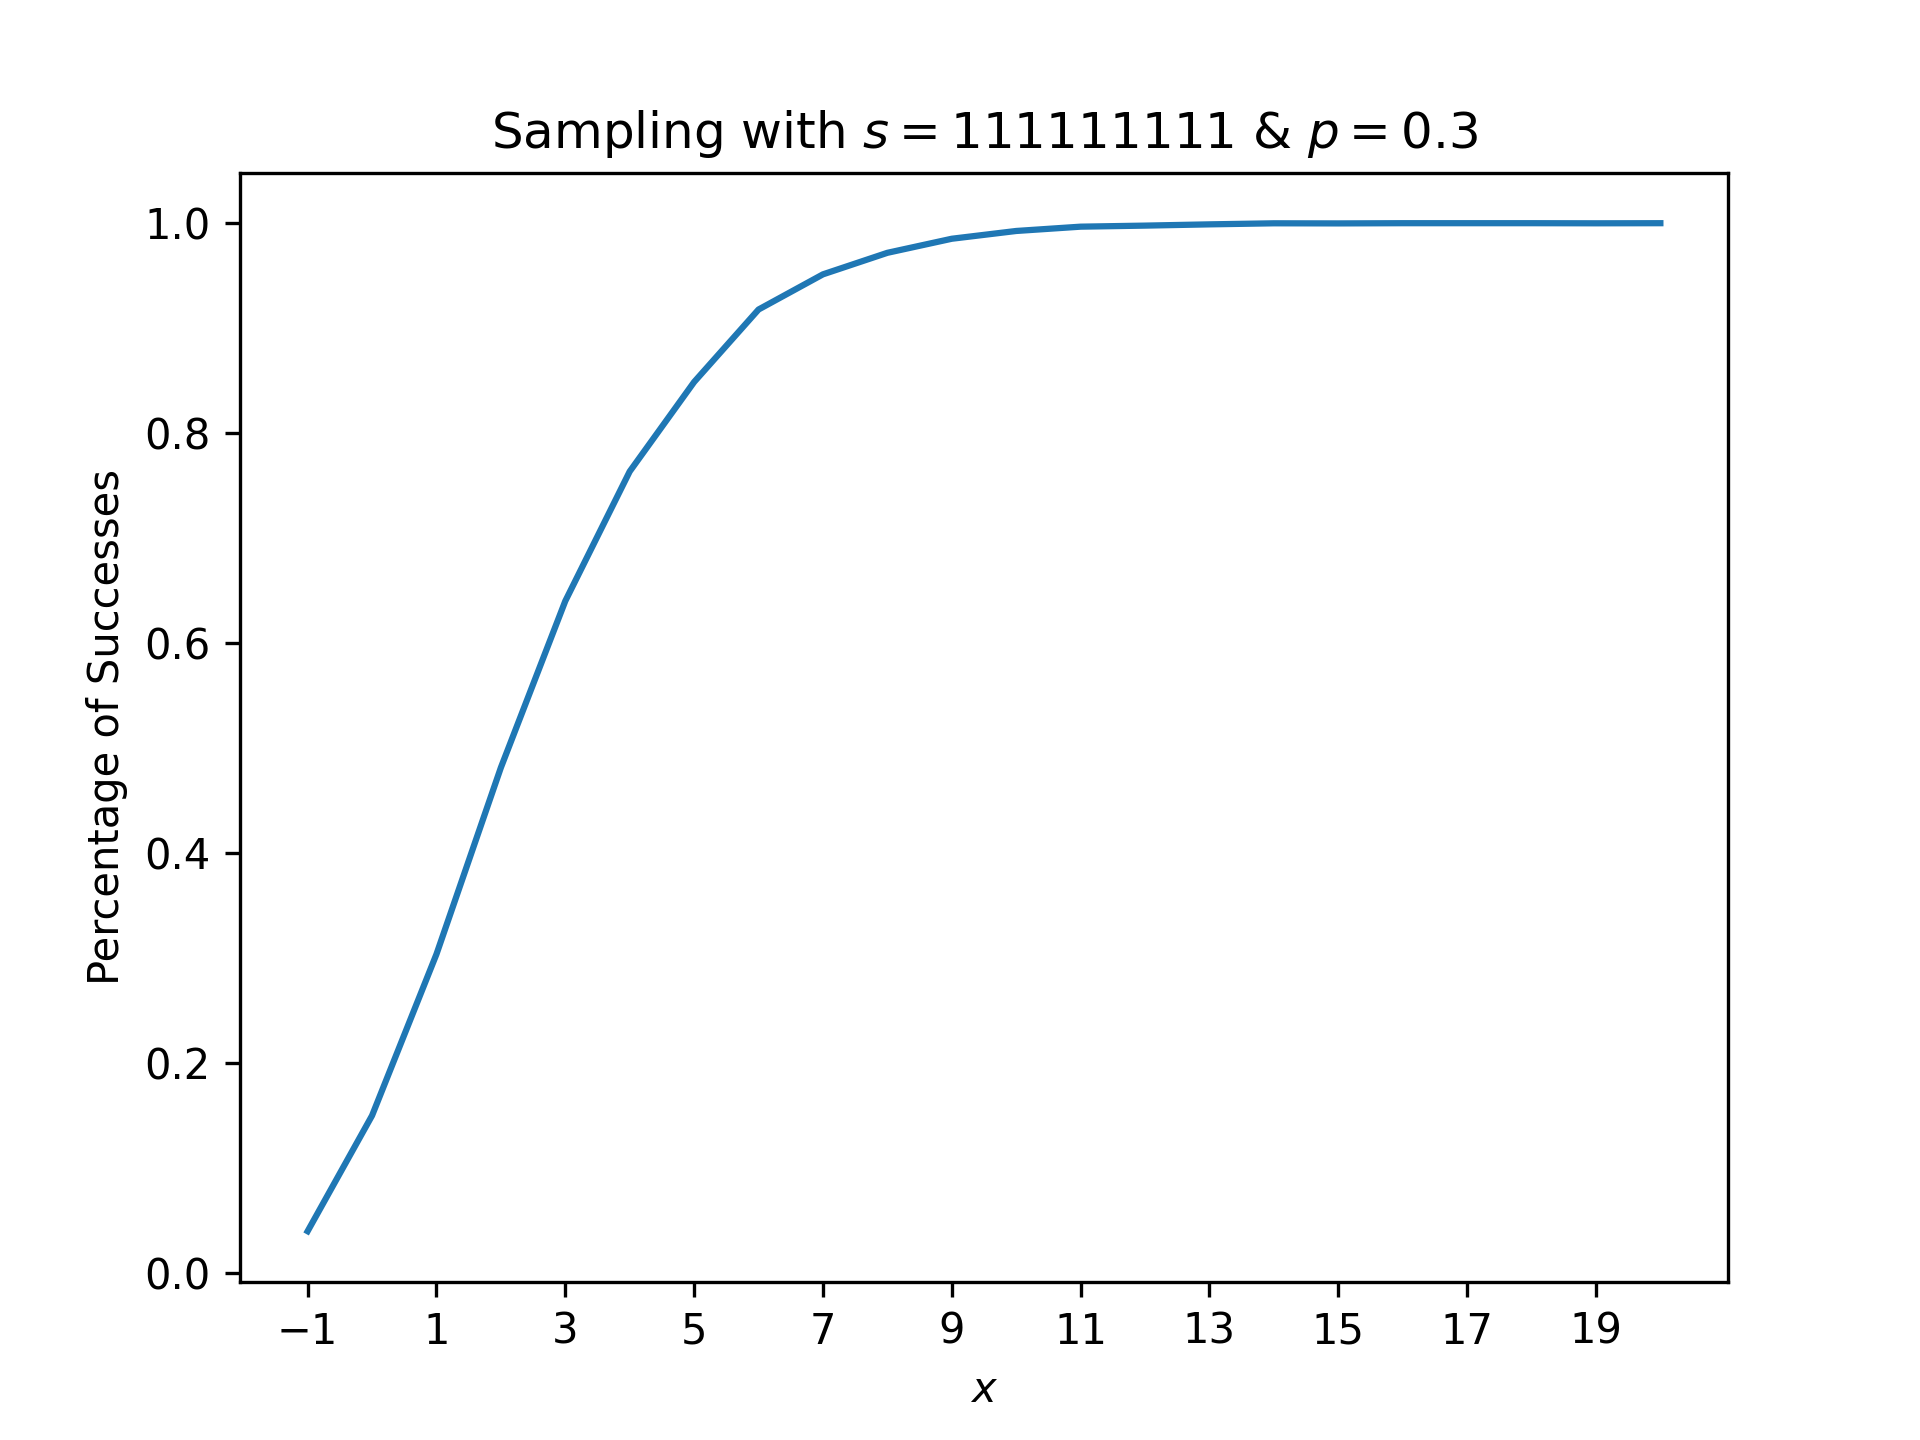 Sampling with s = 111111111 & p = 0.3
1.0
0.8
0.6
0.4
0.2
0.0
Percentage of Successes
−1 1 3 5 7 9 11 13 15 17 19
x